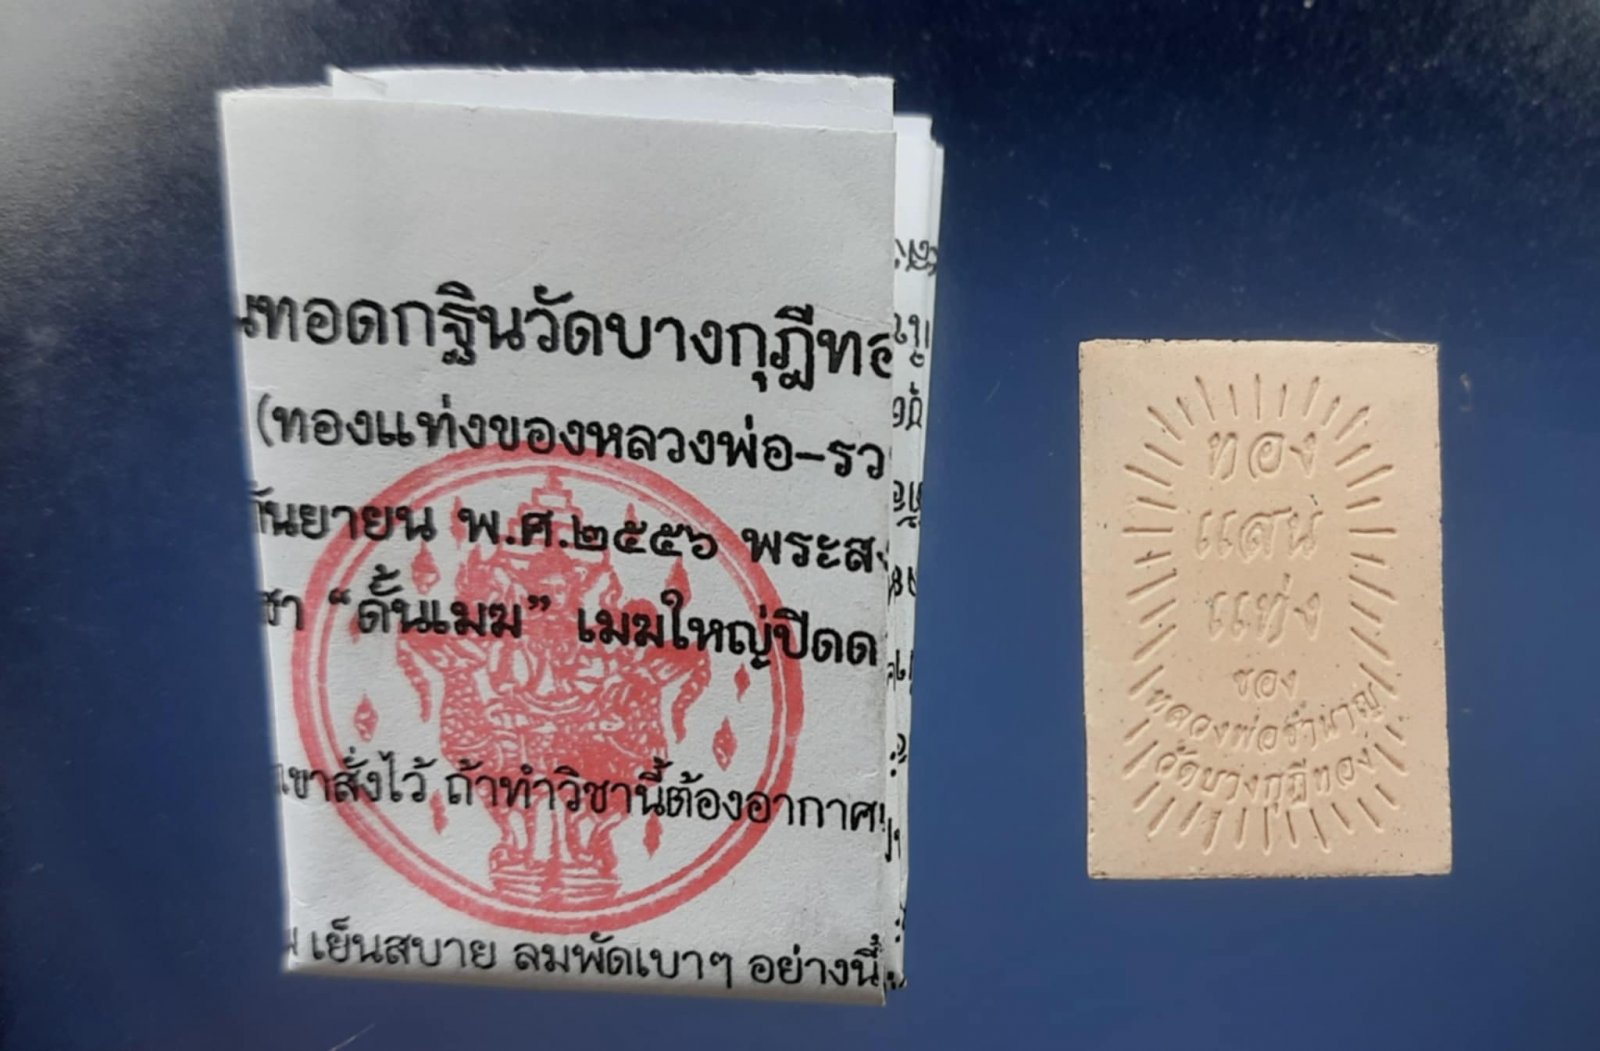 ทอดกฐินวัดบางกุฎีทอ
(ทองแท่งของหลวงพ่อ–รว
กันยายน พ.ศ.๒๕๕๖ พระส
ชา “ดั้นเมฆ” เมฆใหญ่ปิดด
เขาสั่งไว้ ถ้าทำวิชานี้ต้องอากาศ
เย็นสบาย ลมพัดเบาๆ อย่างนี้
ทอง
แสน
แท่ง
ของ
หลวงพ่อชำนาญ
วัดบางกุฎีทอง